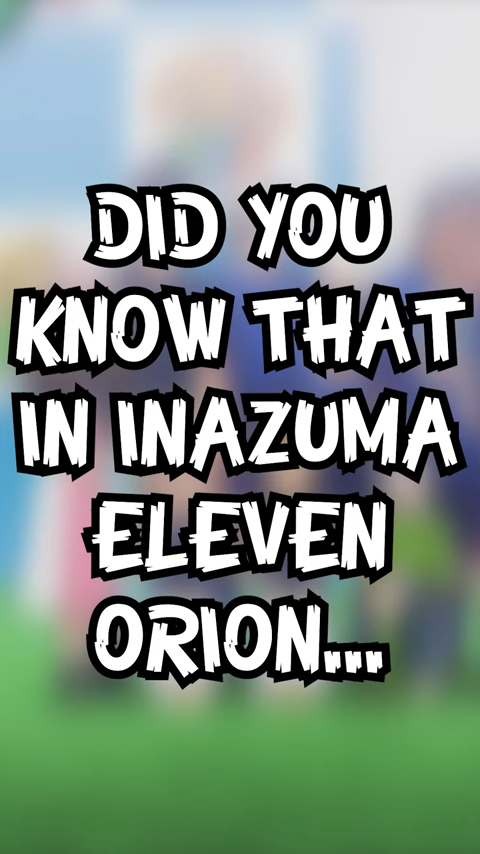 DID YOU
KNOW THAT
IN INAZUMA
ELEVEN
ORION...